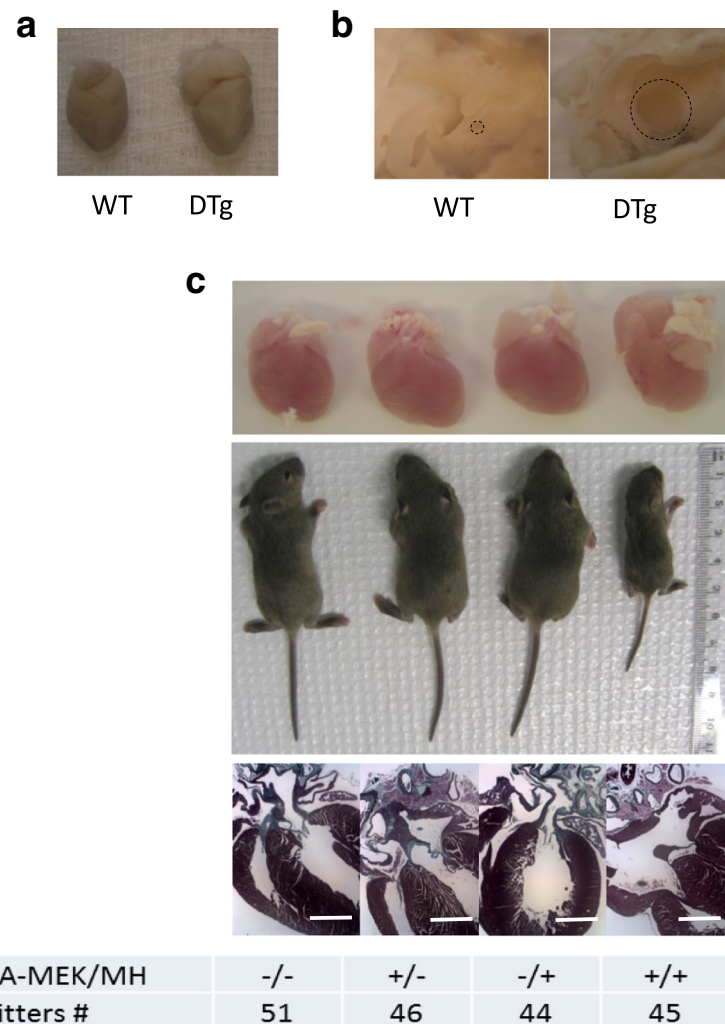 a
b
WT DTg
WT DTg
c
A-MEK/MH -/- +/- -/+ +/+
itters # 51 46 44 45